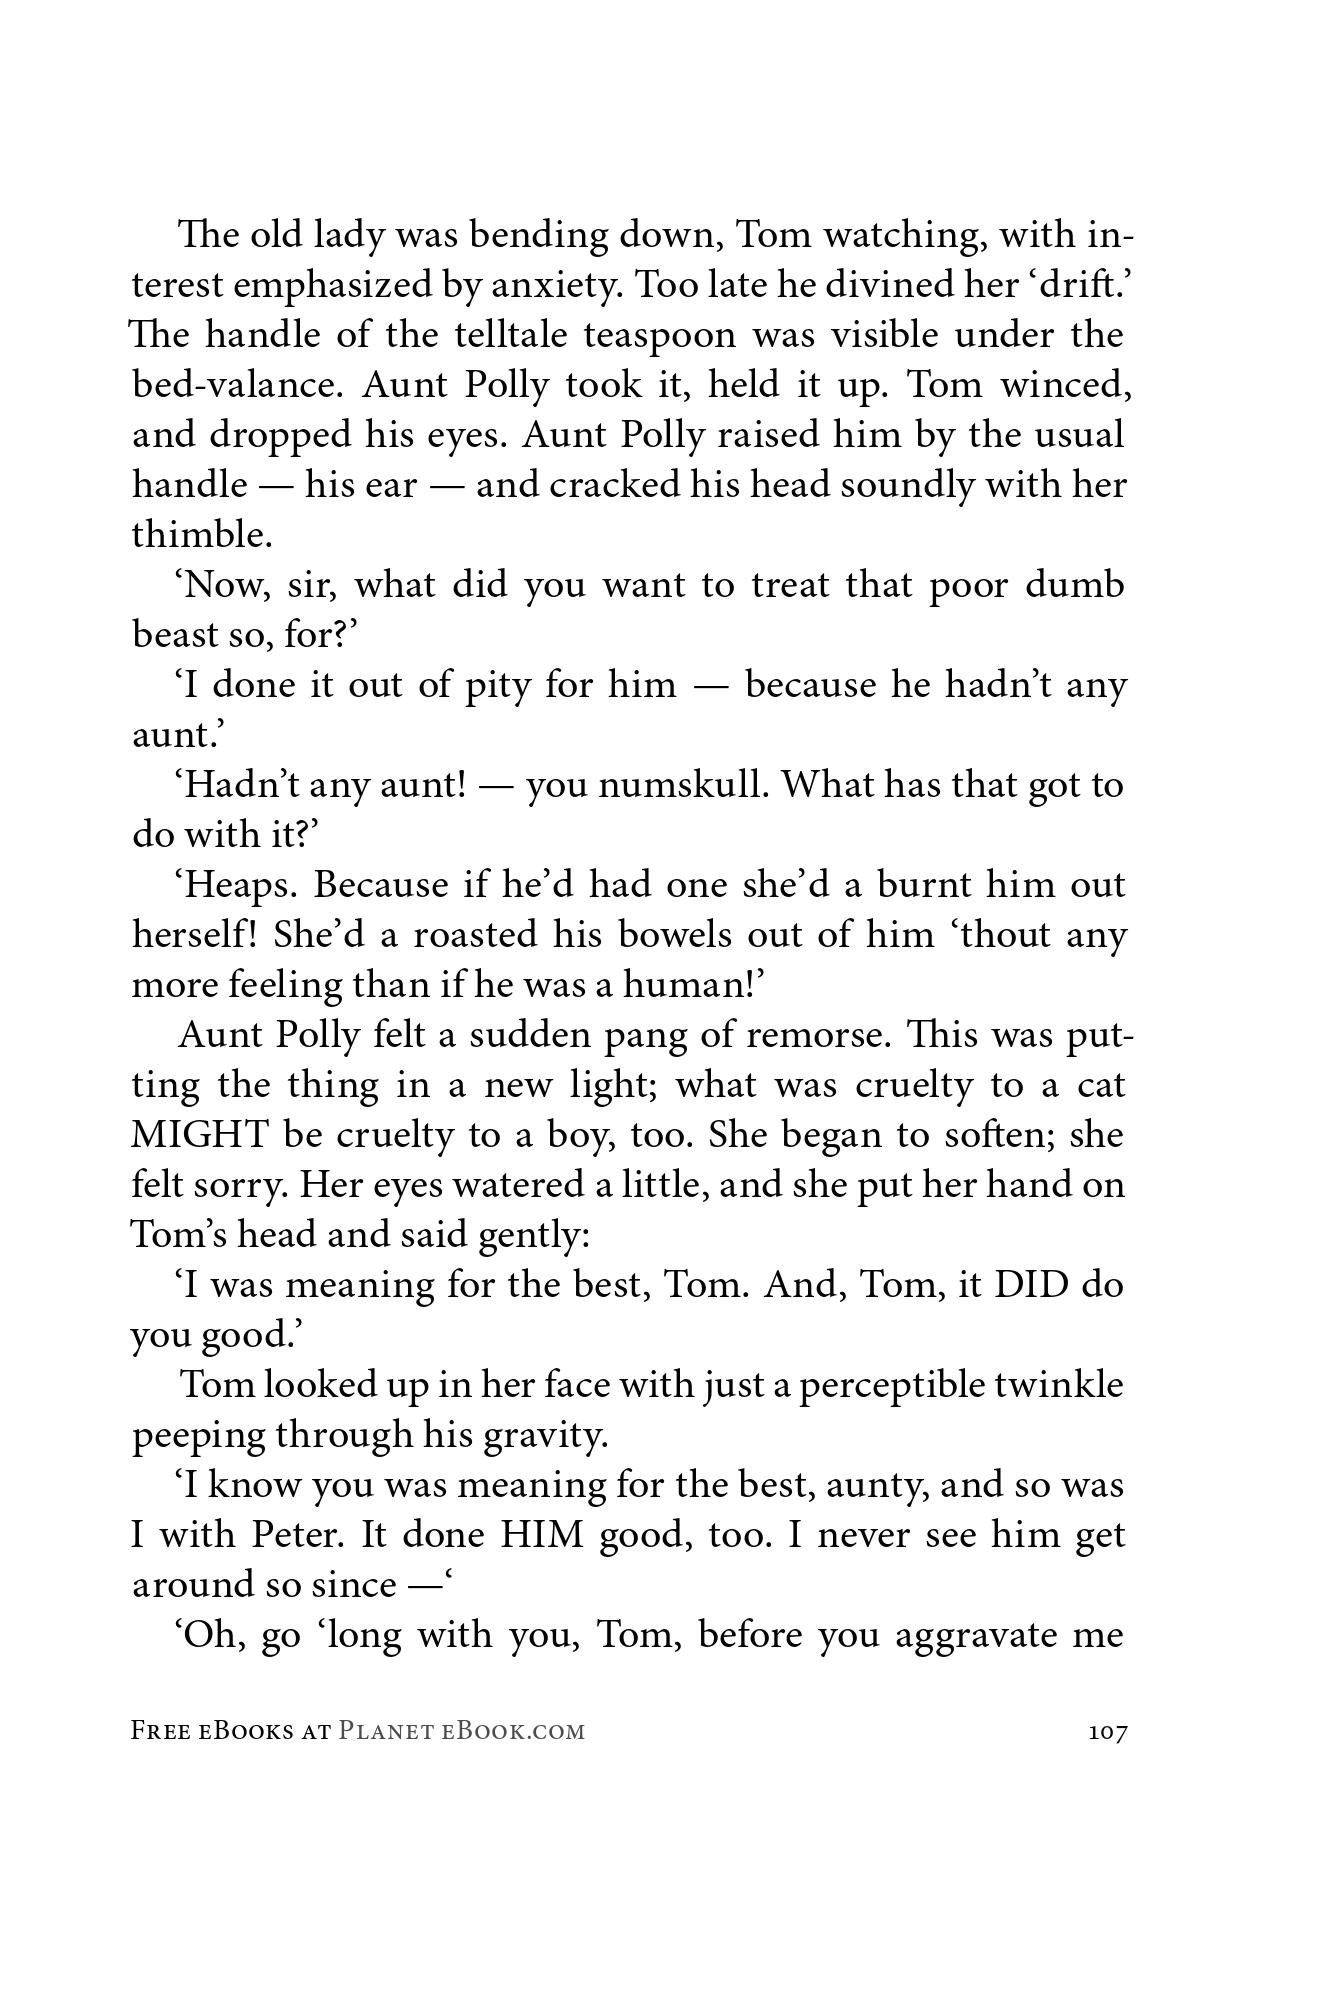 The old lady was bending down, Tom watching, with in-
terest emphasized by anxiety. Too late he divined her ‘drift.’
The handle of the telltale teaspoon was visible under the
bed-valance. Aunt Polly took it, held it up. Tom winced,
and dropped his eyes. Aunt Polly raised him by the usual
handle — his ear — and cracked his head soundly with her
thimble.
‘Now, sir, what did you want to treat that poor dumb
beast so, for?’
‘I done it out of pity for him — because he hadn’t any
aunt.’
‘Hadn’t any aunt! — you numskull. What has that got to
do with it?’
‘Heaps. Because if he’d had one she’d a burnt him out
herself! She’d a roasted his bowels out of him ‘thout any
more feeling than if he was a human!’
Aunt Polly felt a sudden pang of remorse. This was put-
ting the thing in a new light; what was cruelty to a cat
MIGHT be cruelty to a boy, too. She began to soften; she
felt sorry. Her eyes watered a little, and she put her hand on
Tom’s head and said gently:
‘I was meaning for the best, Tom. And, Tom, it DID do
you good.’
Tom looked up in her face with just a perceptible twinkle
peeping through his gravity.
‘I know you was meaning for the best, aunty, and so was
I with Peter. It done HIM good, too. I never see him get
around so since —‘
‘Oh, go ‘long with you, Tom, before you aggravate me
Free eBooks at Planet eBook.com 107